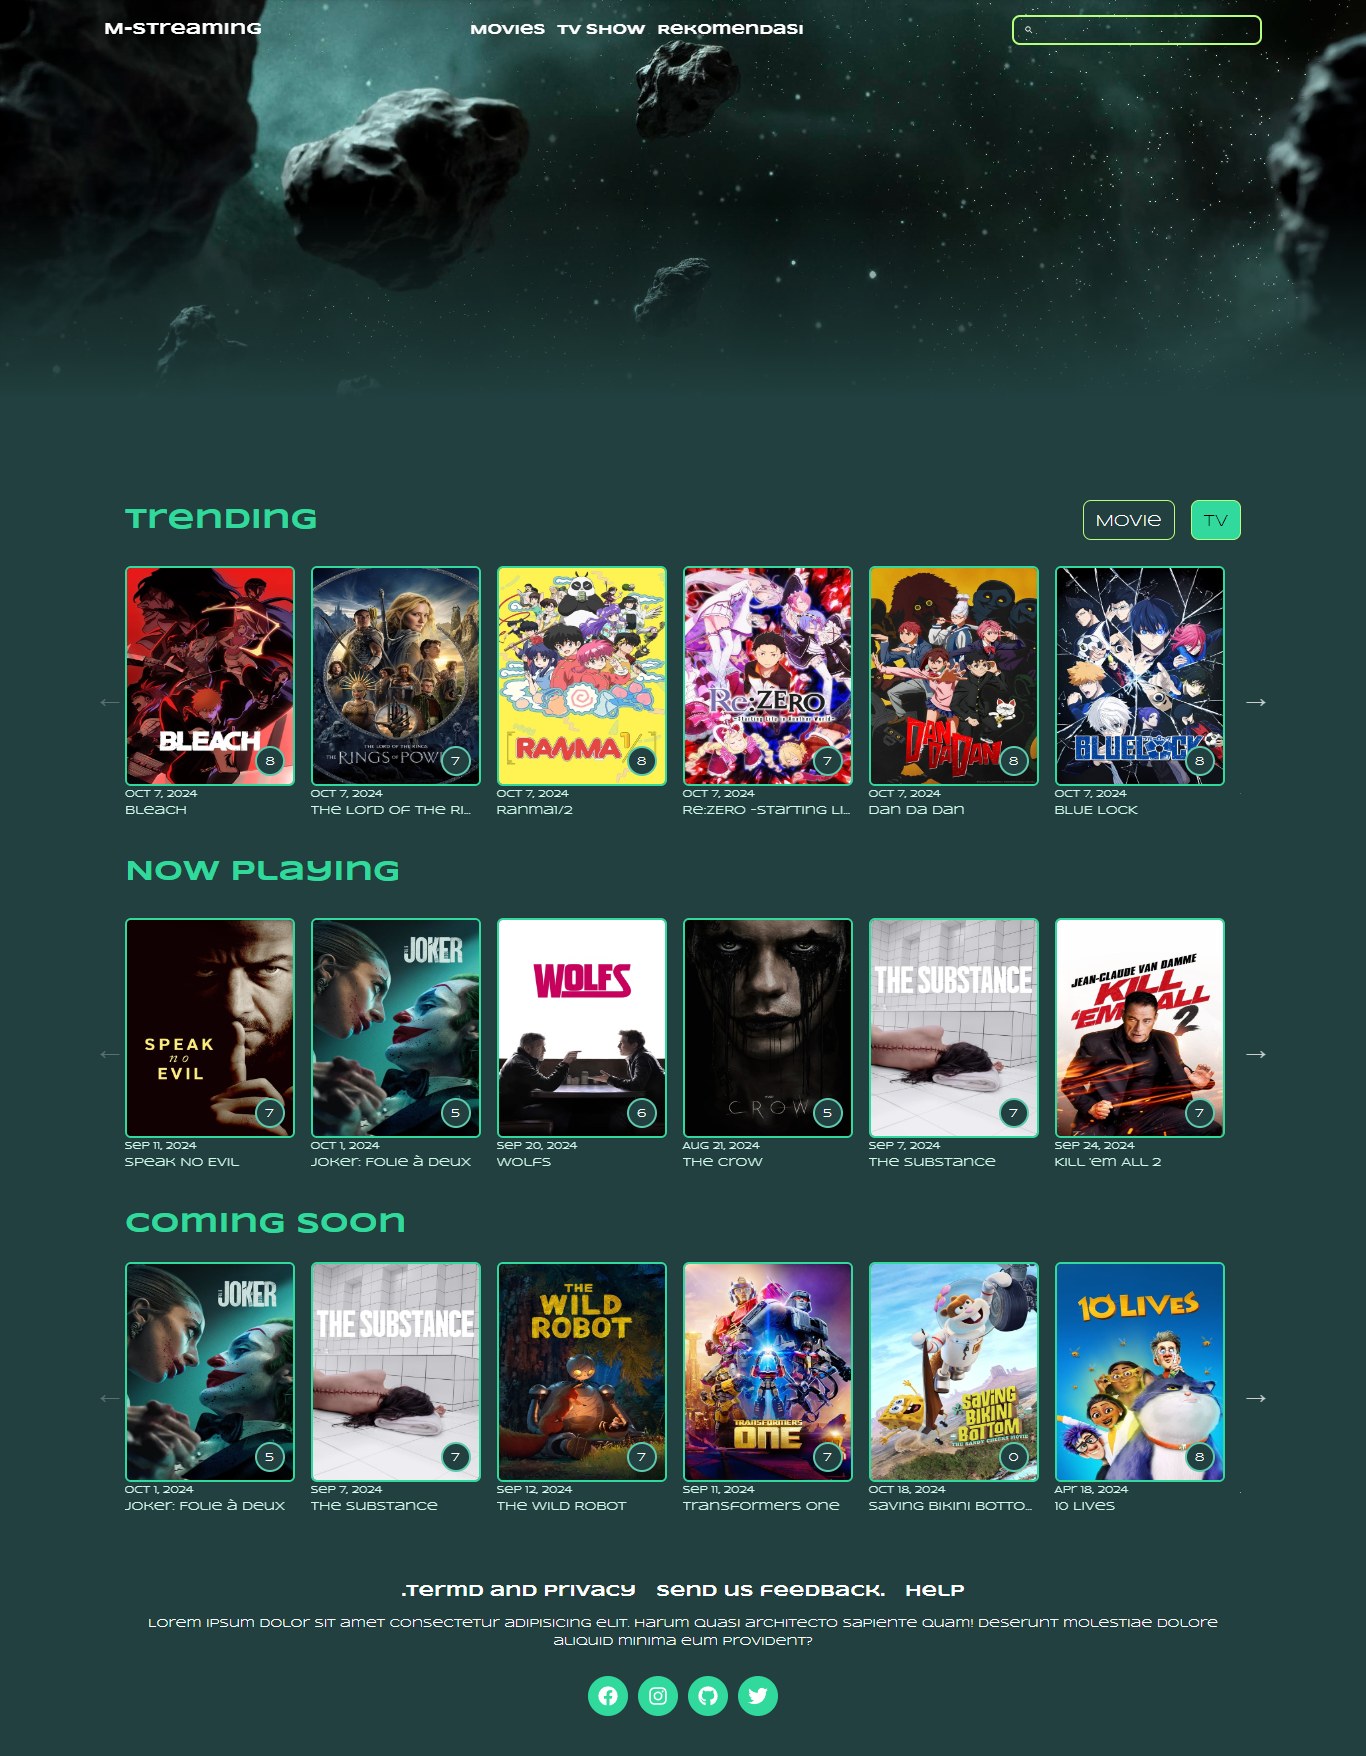 M-Streaming
Movies TV Show Rekomendasi
Trending
Movie TV
BLEACH
THE LORD OF THE RINGS
THE RINGS OF POW
RANMA 1/2
Re:ZERO
~Starting Life in Another World~
DAN DA DAN
BLUELOCK
8 7 8 7 8 8
← →
Oct 7, 2024 Oct 7, 2024 Oct 7, 2024 Oct 7, 2024 Oct 7, 2024 Oct 7, 2024
Bleach The Lord of the Ri... Ranma1/2 Re:ZERO -Starting Li... Dan Da Dan BLUE LOCK
Now Playing
SPEAK
no
EVIL
JOKER
WOLFS
THE CROW
THE SUBSTANCE
JEAN-CLAUDE VAN DAMME
KILL
'EM ALL
2
7 5 6 5 7 7
← →
Sep 11, 2024 Oct 1, 2024 Sep 20, 2024 Aug 21, 2024 Sep 7, 2024 Sep 24, 2024
Speak No Evil Joker: Folie à Deux Wolfs The Crow The Substance Kill 'em All 2
Coming Soon
JOKER
THE SUBSTANCE
THE
WILD
ROBOT
TRANSFORMERS
ONE
SAVING
BIKINI
BOTTOM
THE SANDY CHEEKS MOVIE
10 LIVES
5 7 7 7 0 8
← →
Oct 1, 2024 Sep 7, 2024 Sep 12, 2024 Sep 11, 2024 Oct 18, 2024 Apr 18, 2024
Joker: Folie à Deux The Substance The Wild Robot Transformers One Saving Bikini Botto... 10 Lives
.Termd and Privacy Send us Feedback. Help
Lorem ipsum dolor sit amet consectetur adipisicing elit. Harum quasi architecto sapiente quam! Deserunt molestiae dolore
aliquid minima eum provident?